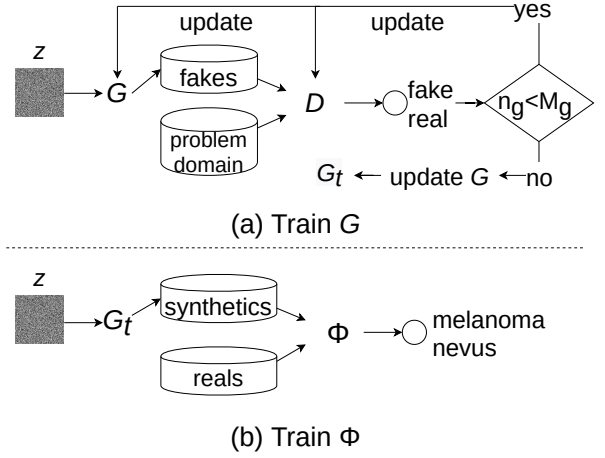 yes
update
update
z
G
fakes
problem
domain
D
fake
real
n_g<M_g
G_t
update G
no
(a) Train G
z
G_t
synthetics
reals
Φ
melanoma
nevus
(b) Train Φ